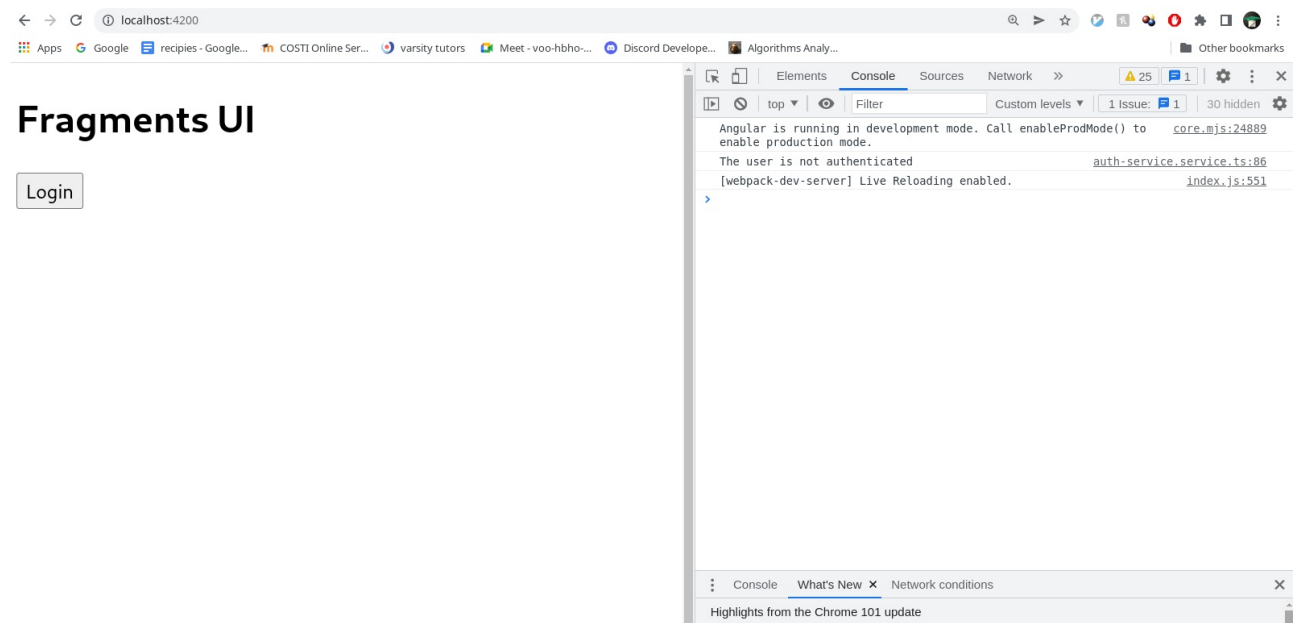 localhost:4200
Apps Google recipies - Google... COSTI Online Ser... varsity tutors Meet - voo-hbho-... Discord Develope... Algorithms Analy... Other bookmarks
Fragments UI
Login
Elements Console Sources Network 25 1
top ▼ Filter Custom levels ▼ 1 Issue: 1 30 hidden
Angular is running in development mode. Call enableProdMode() to core.mjs:24889
enable production mode.
The user is not authenticated auth-service.service.ts:86
[webpack-dev-server] Live Reloading enabled. index.js:551
Console What's New Network conditions
Highlights from the Chrome 101 update